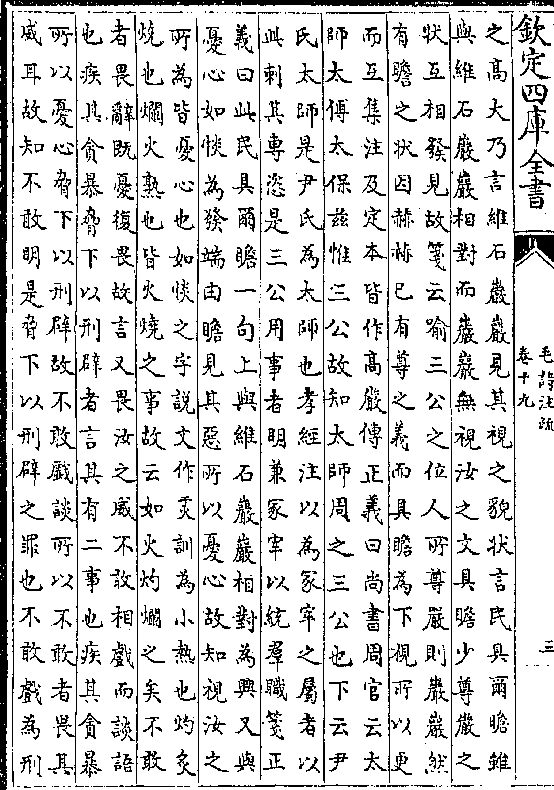 欽定四庫全書
毛詩注疏
卷十九
三
之高大乃言維石巖巖見其視之貌狀言民具爾瞻雖
與維石巖巖相對而巖巖無視汝之文具瞻少尊嚴之
狀互相發見故箋云喻三公之位人所尊嚴則巖巖然
有瞻之狀因赫赫已有尊之義而具瞻為下視所以更
而互集注及定本皆作高嚴傳正義曰尚書周官云太
師太傅太保兹惟三公故知太師周之三公也下云尹
氏太師是尹氏為太師也孝經注以為冢宰之屬者以
此刺其專恣是三公用事者明兼冢宰以統羣職箋正
義曰此民具爾瞻一句上與維石巖巖相對為興又與
憂心如惔為發端由瞻見其惡所以憂心故知視汝之
所為皆憂心也如惔之字說文作炎訓為小熱也灼炙
燒也爓火熟也皆火燒之事故云如火灼爓之矣不敢
者畏辭既憂復畏故言又畏汝之威不敢相戲而談語
也疾其貪暴脅下以刑辟者言其有二事也疾其貪暴
所以憂心脅下以刑辟故不敢戲談所以不敢者畏其
威耳故知不敢明是脅下以刑辟之罪也不敢戲為刑